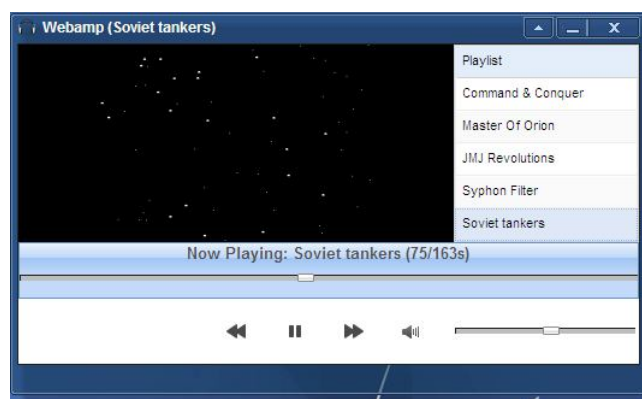 Webamp (Soviet tankers)
Playlist
Command & Conquer
Master Of Orion
JMJ Revolutions
Syphon Filter
Soviet tankers
Now Playing: Soviet tankers (75/163s)